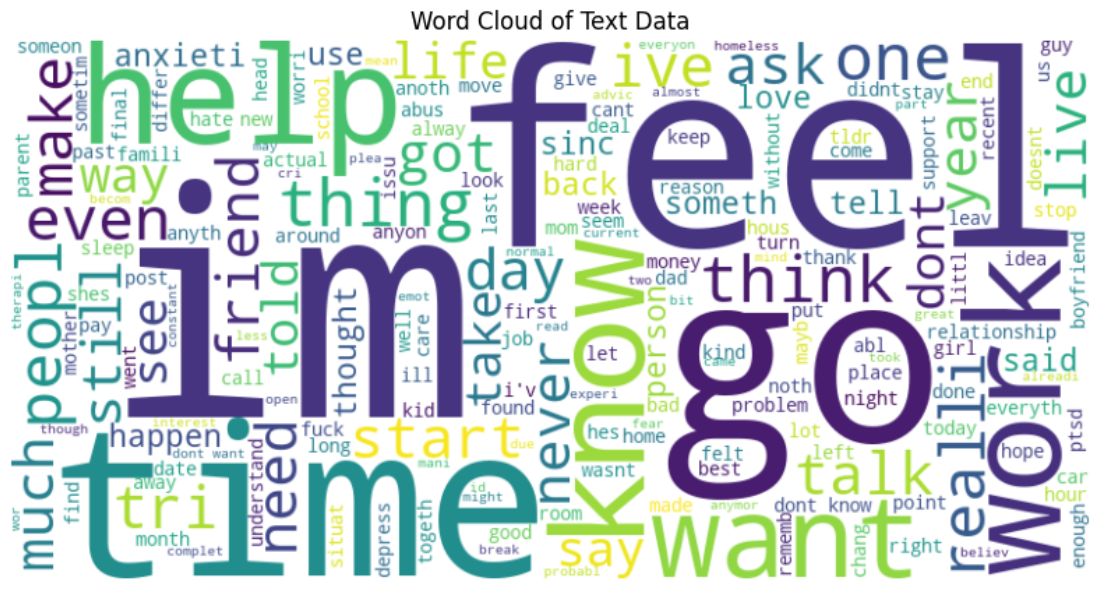 Word Cloud of Text Data
someon
anxieti
use
life
everyon
homeless
guy
sometim
help
mean
ive
ask
one
us
make
final
differ
head
worri
anoth
move
feel
give
advic
almost
love
didnt
stay
end
live
hate
new
school
abus
cant
deal
part
year
recent
parent
past
famili
may
actual
cri
plea
issu
alway
got
look
sinc
hard
keep
reason
without
tldr
come
support
doesnt
way
becom
thing
last
back
someth
tell
leav
stop
even
anyth
around
anyon
week
mom
seem
current
hous
turn
dont
littl
idea
boyfriend
sleep
friend
im
normal
day
know
money
dad
mind
thank
think
two
bit
great
peopl
still
shes
post
constant
see
told
less
thought
emot
well
care
take
first
read
job
person
put
go
mayb
abl
took
relationship
work
therapi
mother
pay
went
call
ill
i'v
found
never
let
kind
came
place
night
girl
said
alreadi
done
everyth
open
kid
experi
bad
problem
noth
though
interest
much
happen
fuck
long
start
due
hes
home
fear
felt
best
lot
left
today
hope
ptsd
time
dont want
need
mani
wasnt
talk
realli
car
hour
find
date
away
tri
understand
situat
depress
togeth
id
might
good
room
made
anymor
dont know
point
wor
month
complet
break
say
probabl
want
rememb
chang
right
believ
enough